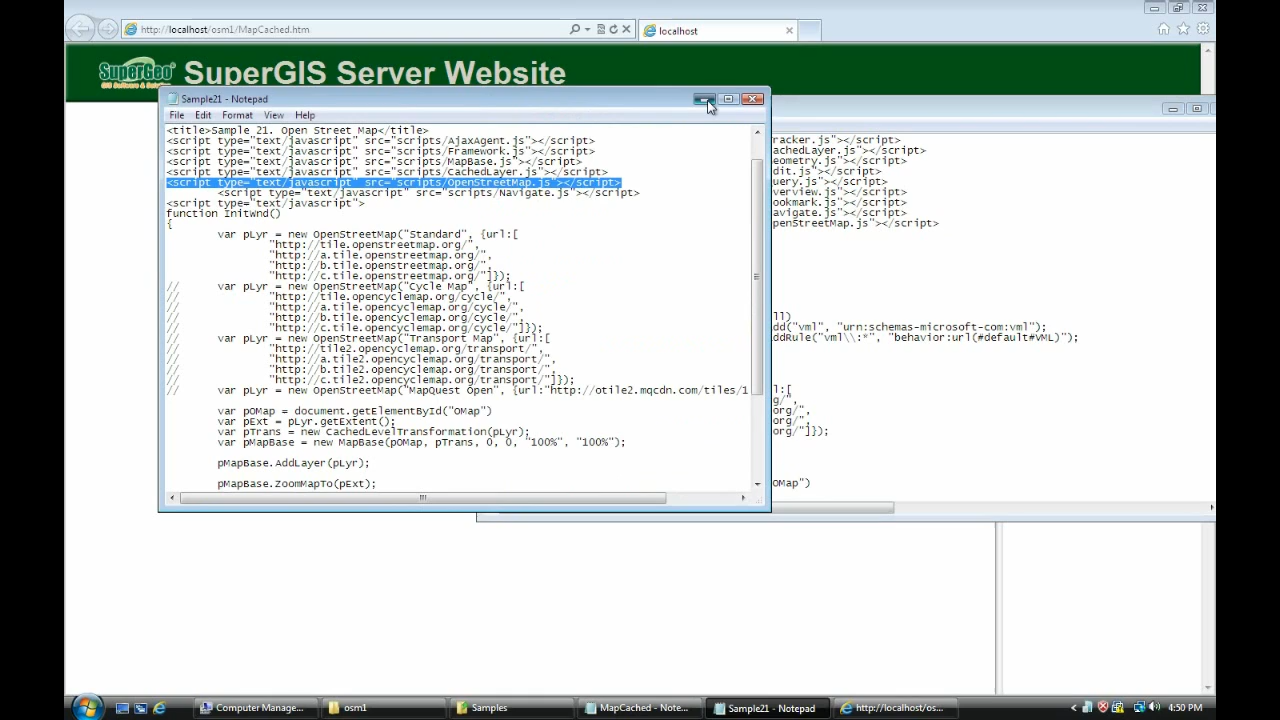 http://localhost/osm1/MapCached.htm
localhost
SuperGeo
SuperGIS Server Website
Sample21 - Notepad
File Edit Format View Help
<title>Sample 21. Open Street Map</title>
<script type="text/javascript" src="scripts/AjaxAgent.js"></script>
<script type="text/javascript" src="scripts/Framework.js"></script>
<script type="text/javascript" src="scripts/MapBase.js"></script>
<script type="text/javascript" src="scripts/CachedLayer.js"></script>
<script type="text/javascript" src="scripts/OpenStreetMap.js"></script>
<script type="text/javascript" src="scripts/Navigate.js"></script>
<script type="text/javascript">
function InitWnd()
{
var pLyr = new OpenStreetMap("Standard", {url:[
"http://tile.openstreetmap.org/",
"http://a.tile.openstreetmap.org/",
"http://b.tile.openstreetmap.org/",
"http://c.tile.openstreetmap.org/"]});
// var pLyr = new OpenStreetMap("Cycle Map", {url:[
// "http://tile.opencyclemap.org/cycle/",
// "http://a.tile.opencyclemap.org/cycle/",
// "http://b.tile.opencyclemap.org/cycle/",
// "http://c.tile.opencyclemap.org/cycle/"]});
// var pLyr = new OpenStreetMap("Transport Map", {url:[
// "http://tile2.opencyclemap.org/transport/",
// "http://a.tile2.opencyclemap.org/transport/",
// "http://b.tile2.opencyclemap.org/transport/",
// "http://c.tile2.opencyclemap.org/transport/"]});
// var pLyr = new OpenStreetMap("MapQuest Open", {url:"http://otile2.mqcdn.com/tiles/1
var pOMap = document.getElementById("OMap")
var pExt = pLyr.getExtent();
var pTrans = new CachedLevelTransformation(pLyr);
var pMapBase = new MapBase(pOMap, pTrans, 0, 0, "100%", "100%");
pMapBase.AddLayer(pLyr);
pMapBase.ZoomMapTo(pExt);
racker.js"></script>
achedLayer.js"></script>
eometry.js"></script>
dit.js"></script>
uery.js"></script>
verview.js"></script>
ookmark.js"></script>
avigate.js"></script>
penStreetMap.js"></script>
ll)
dd("vml", "urn:schemas-microsoft-com:vml");
ddRule("vml\\:*", "behavior:url(#default#VML)");
l:[
g/",
org/",
org/",
org/"]});
OMap")
Computer Manage...
osm1
Samples
MapCached - Note...
Sample21 - Notepad
http://localhost/os...
4:50 PM